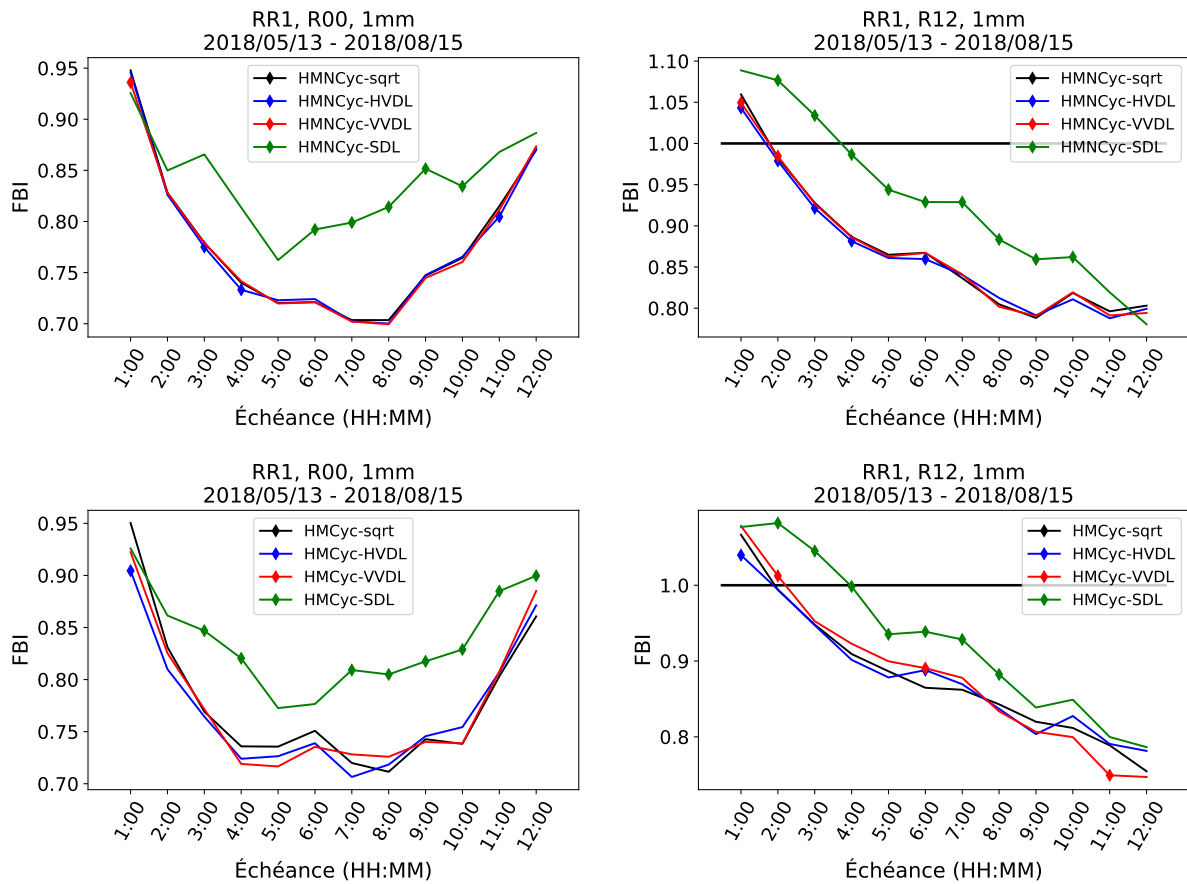 RR1, R00, 1mm
2018/05/13 - 2018/08/15
FBI
0.95
0.90
0.85
0.80
0.75
0.70
HMNCyc-sqrt
HMNCyc-HVDL
HMNCyc-VVDL
HMNCyc-SDL
1:00
2:00
3:00
4:00
5:00
6:00
7:00
8:00
9:00
10:00
11:00
12:00
Échéance (HH:MM)
RR1, R12, 1mm
2018/05/13 - 2018/08/15
FBI
1.10
1.05
1.00
0.95
0.90
0.85
0.80
HMNCyc-sqrt
HMNCyc-HVDL
HMNCyc-VVDL
HMNCyc-SDL
1:00
2:00
3:00
4:00
5:00
6:00
7:00
8:00
9:00
10:00
11:00
12:00
Échéance (HH:MM)
RR1, R00, 1mm
2018/05/13 - 2018/08/15
FBI
0.95
0.90
0.85
0.80
0.75
0.70
HMCyc-sqrt
HMCyc-HVDL
HMCyc-VVDL
HMCyc-SDL
1:00
2:00
3:00
4:00
5:00
6:00
7:00
8:00
9:00
10:00
11:00
12:00
Échéance (HH:MM)
RR1, R12, 1mm
2018/05/13 - 2018/08/15
FBI
1.0
0.9
0.8
HMCyc-sqrt
HMCyc-HVDL
HMCyc-VVDL
HMCyc-SDL
1:00
2:00
3:00
4:00
5:00
6:00
7:00
8:00
9:00
10:00
11:00
12:00
Échéance (HH:MM)